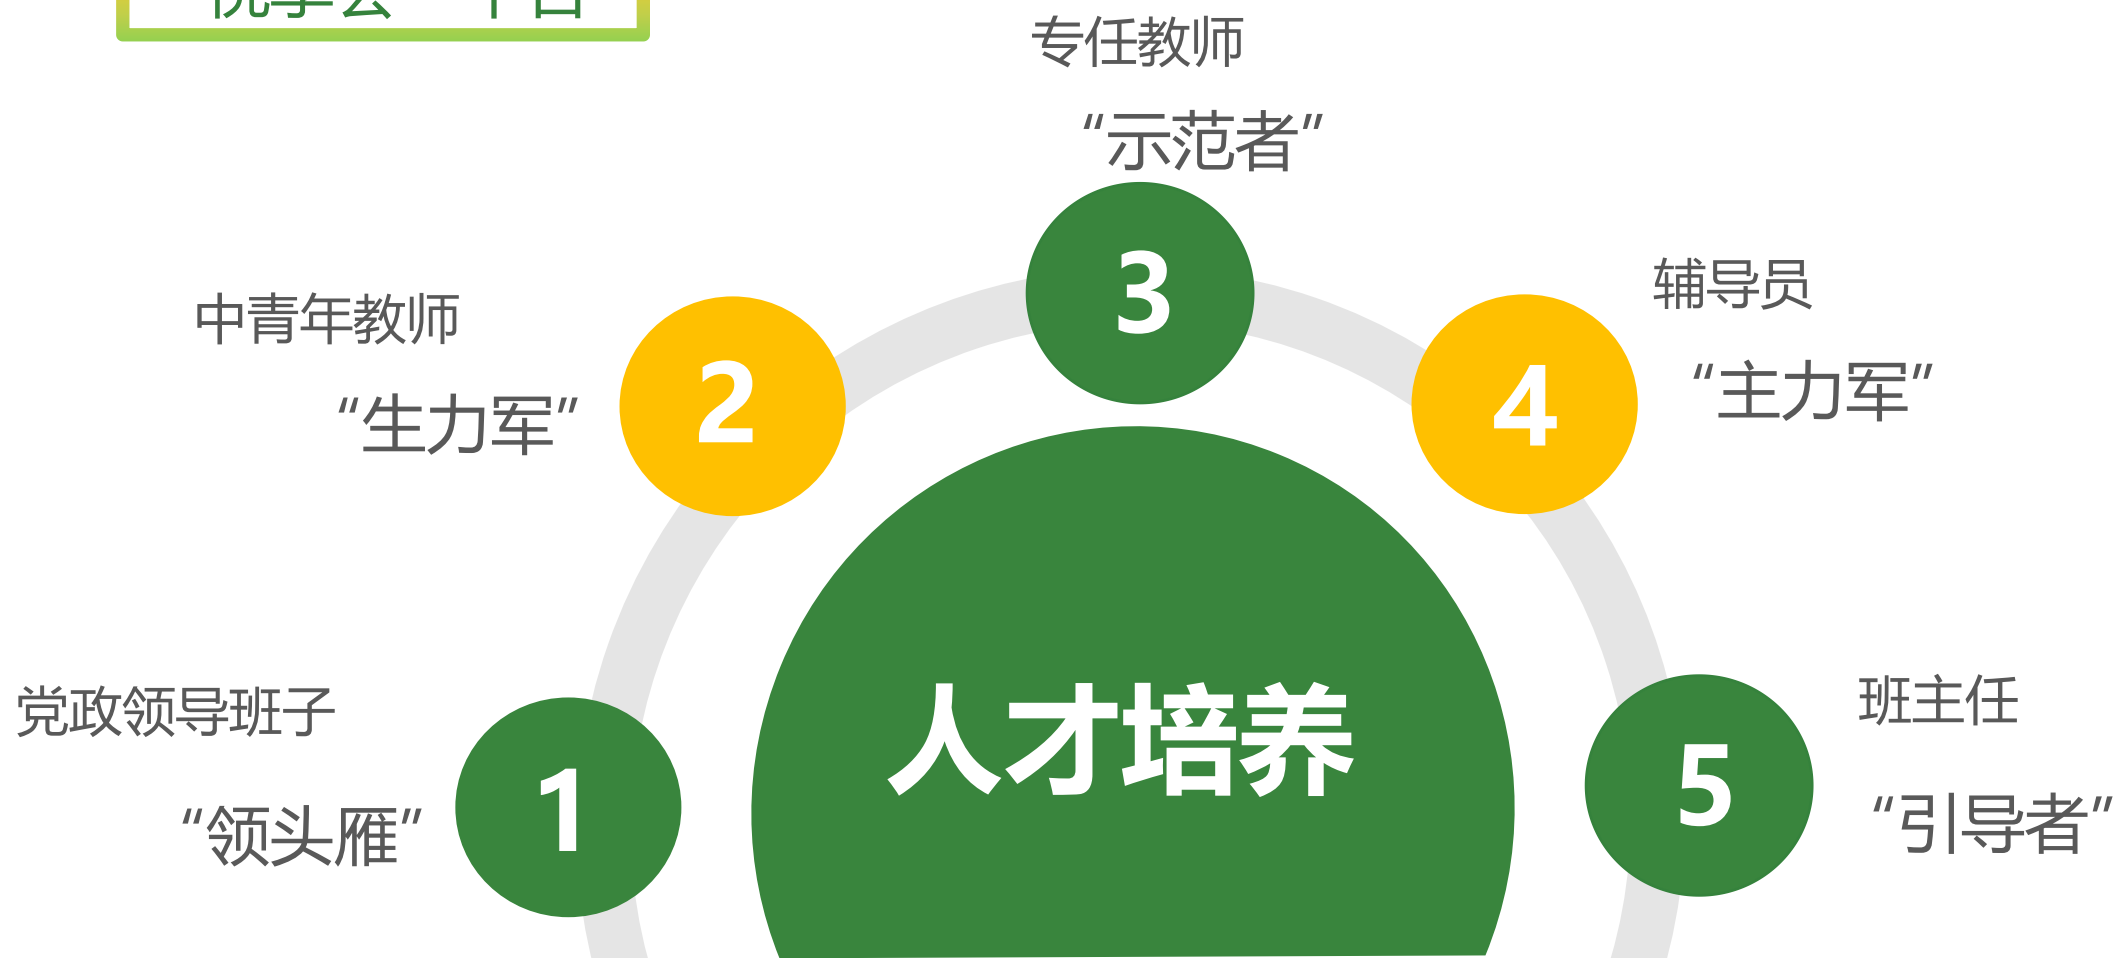 专任教师
“示范者”
3
中青年教师
“生力军”
2
辅导员
“主力军”
4
党政领导班子
“领头雁”
1
人才培养
班主任
“引导者”
5